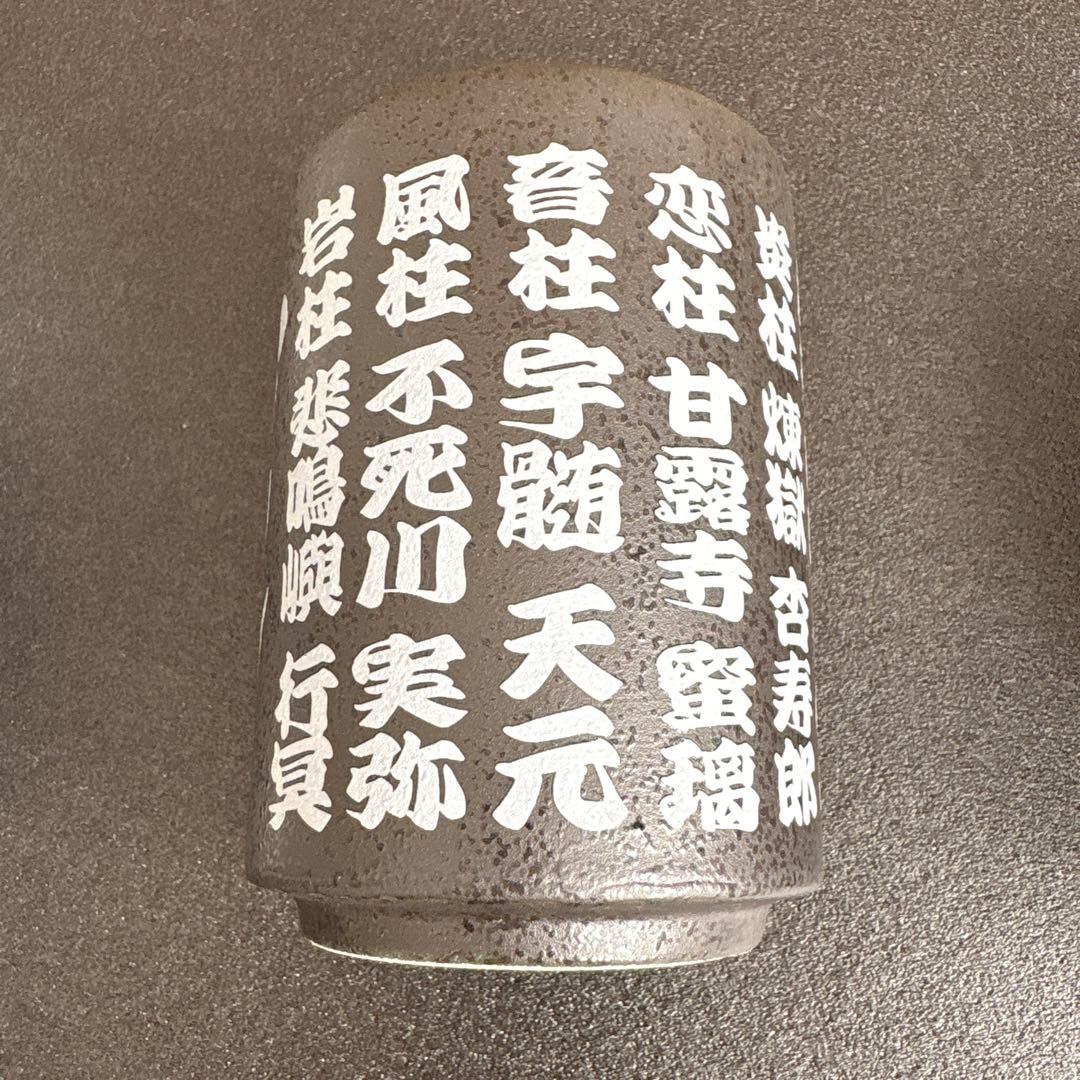 炎柱 煉獄 杏寿郎
恋柱 甘露寺 蜜璃
音柱 宇髄 天元
風柱 不死川 実弥
岩柱 悲鳴嶼 行冥